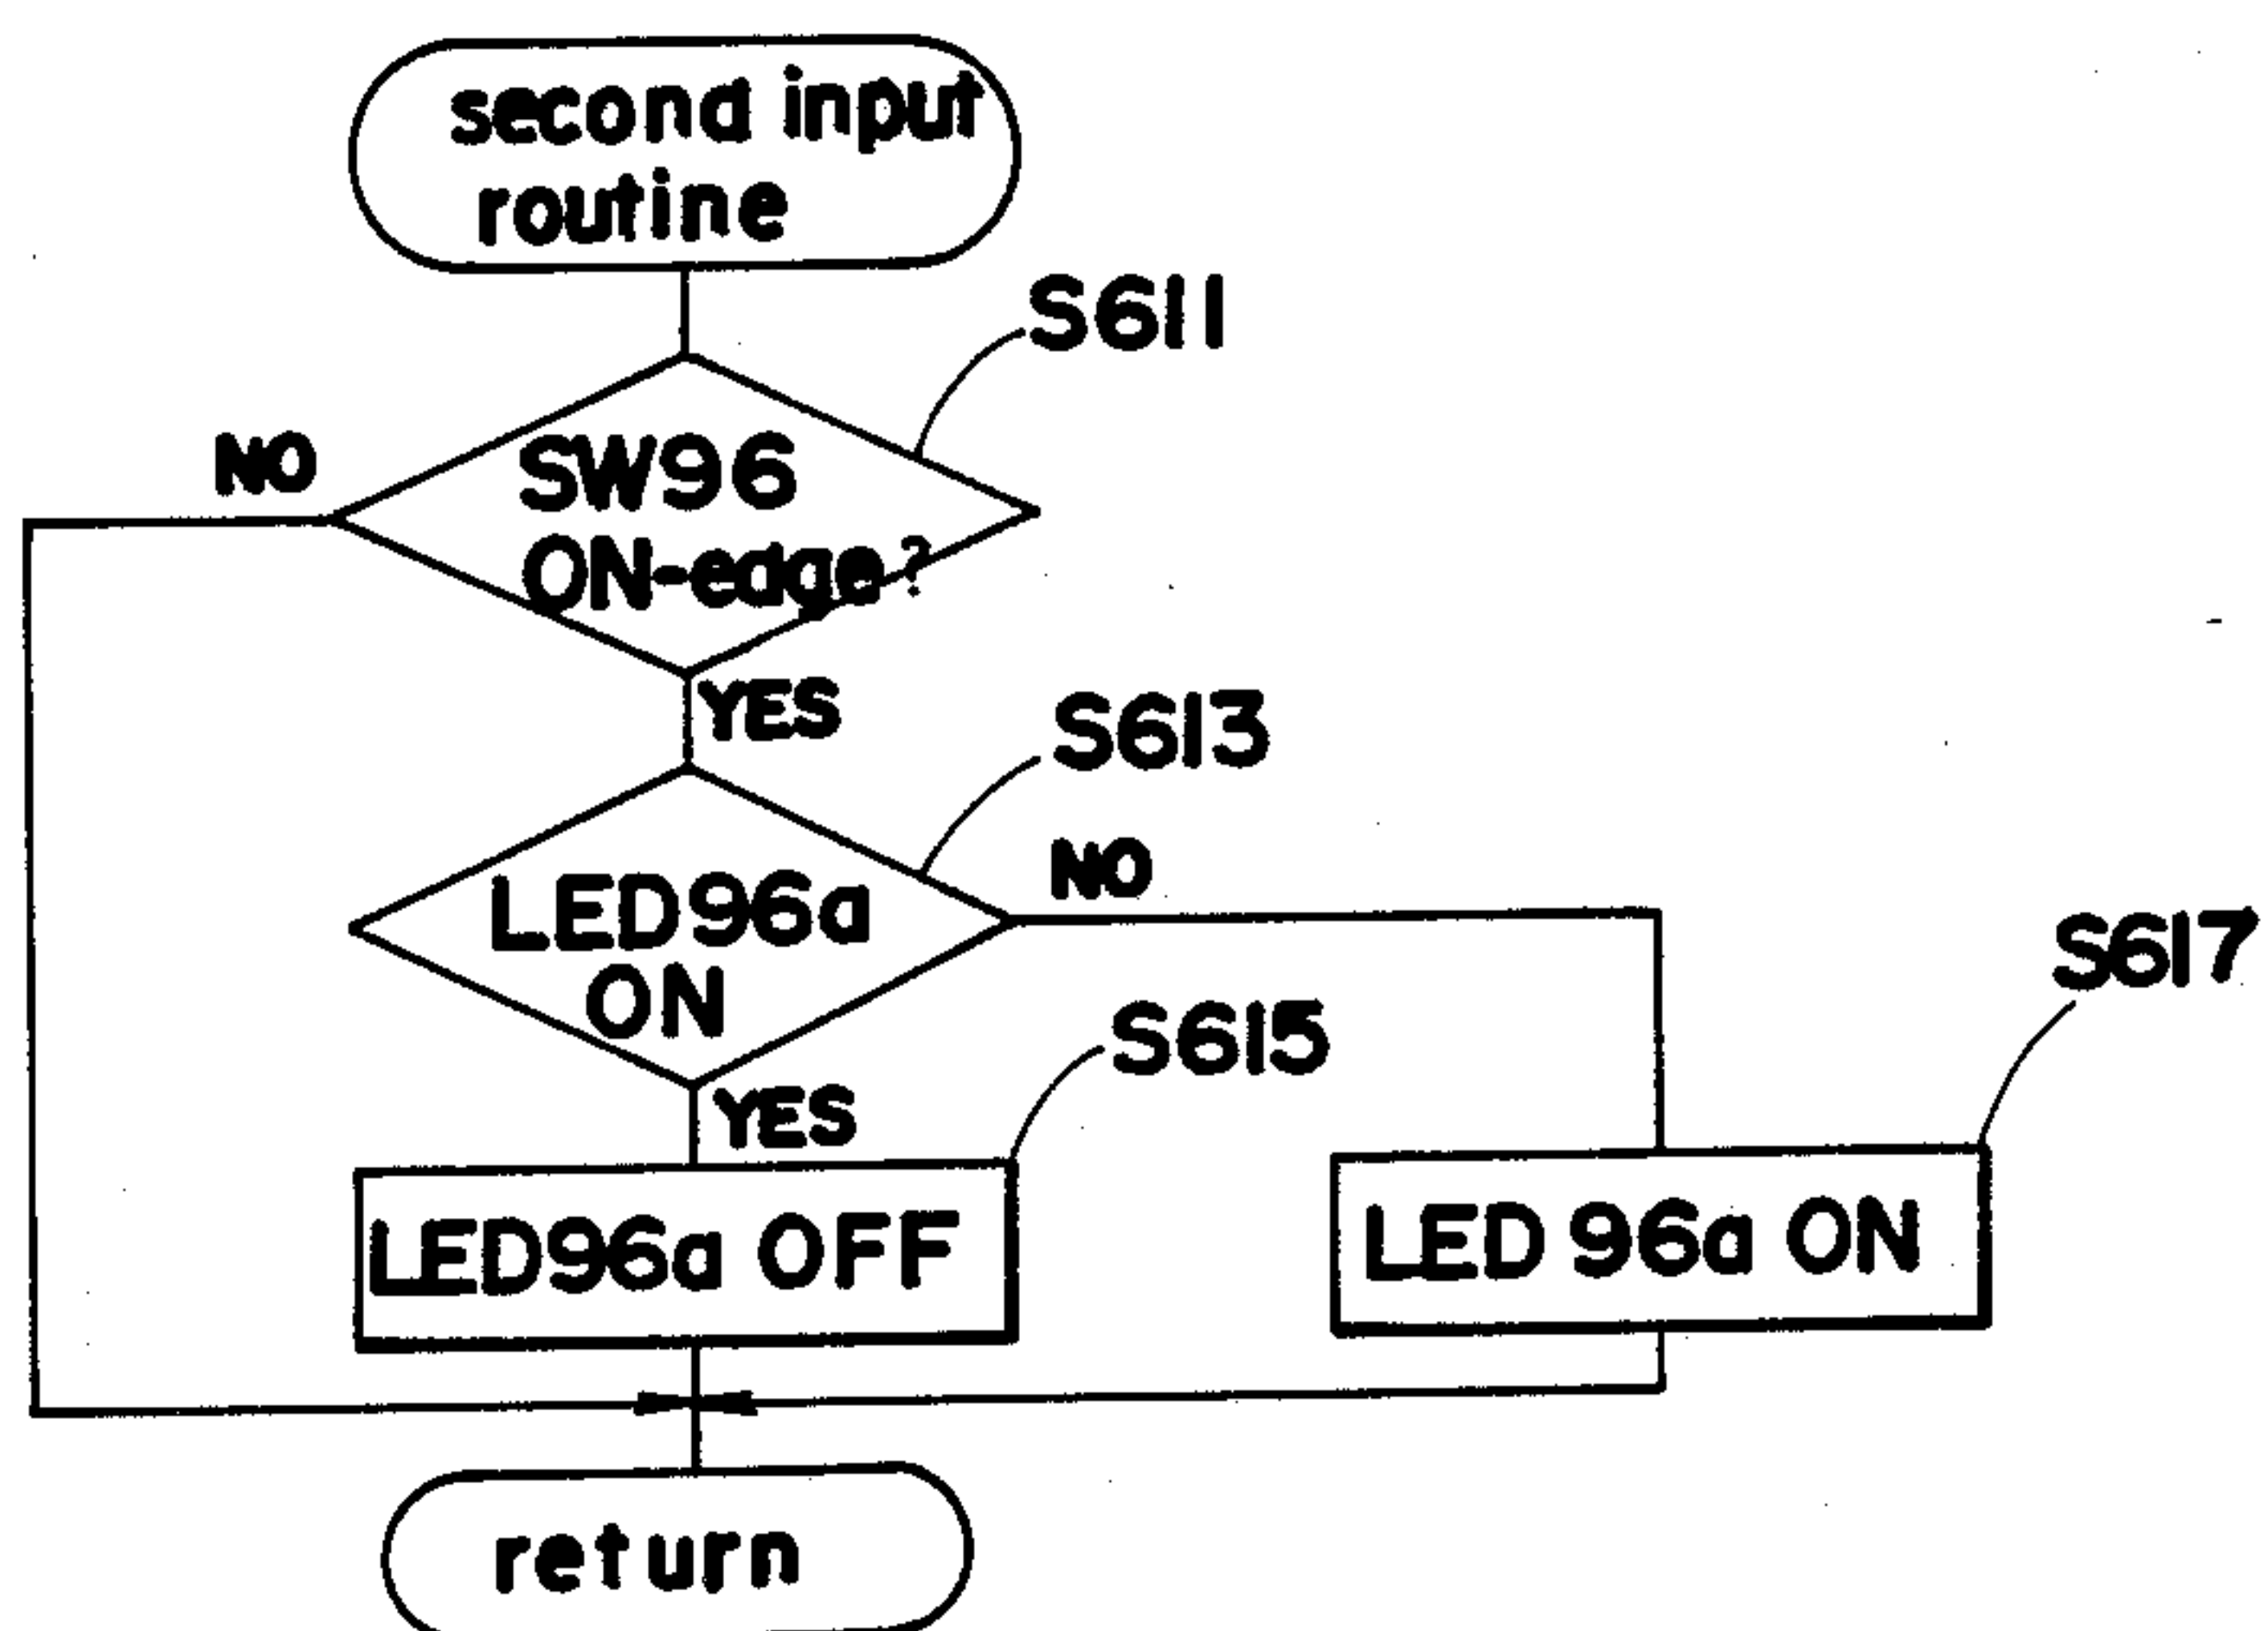 second input
routine
S611
NO
SW96
ON-edge?
YES
S613
NO
LED96a
ON
S617
S615
YES
LED96a OFF
LED 96a ON
return